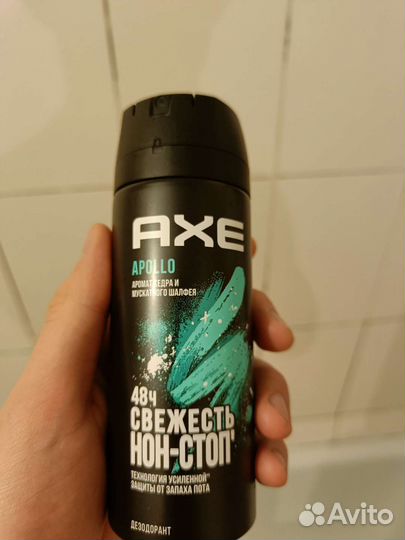 AXE
APOLLO
АРОМАТ КЕДРА И
МУСКАТНОГО ШАЛФЕЯ
48Ч
СВЕЖЕСТЬ
НОН-СТОП'
ТЕХНОЛОГИЯ УСИЛЕННОЙ
ЗАЩИТЫ ОТ ЗАПАХА ПОТА
ДЕЗОДОРАНТ
Avito